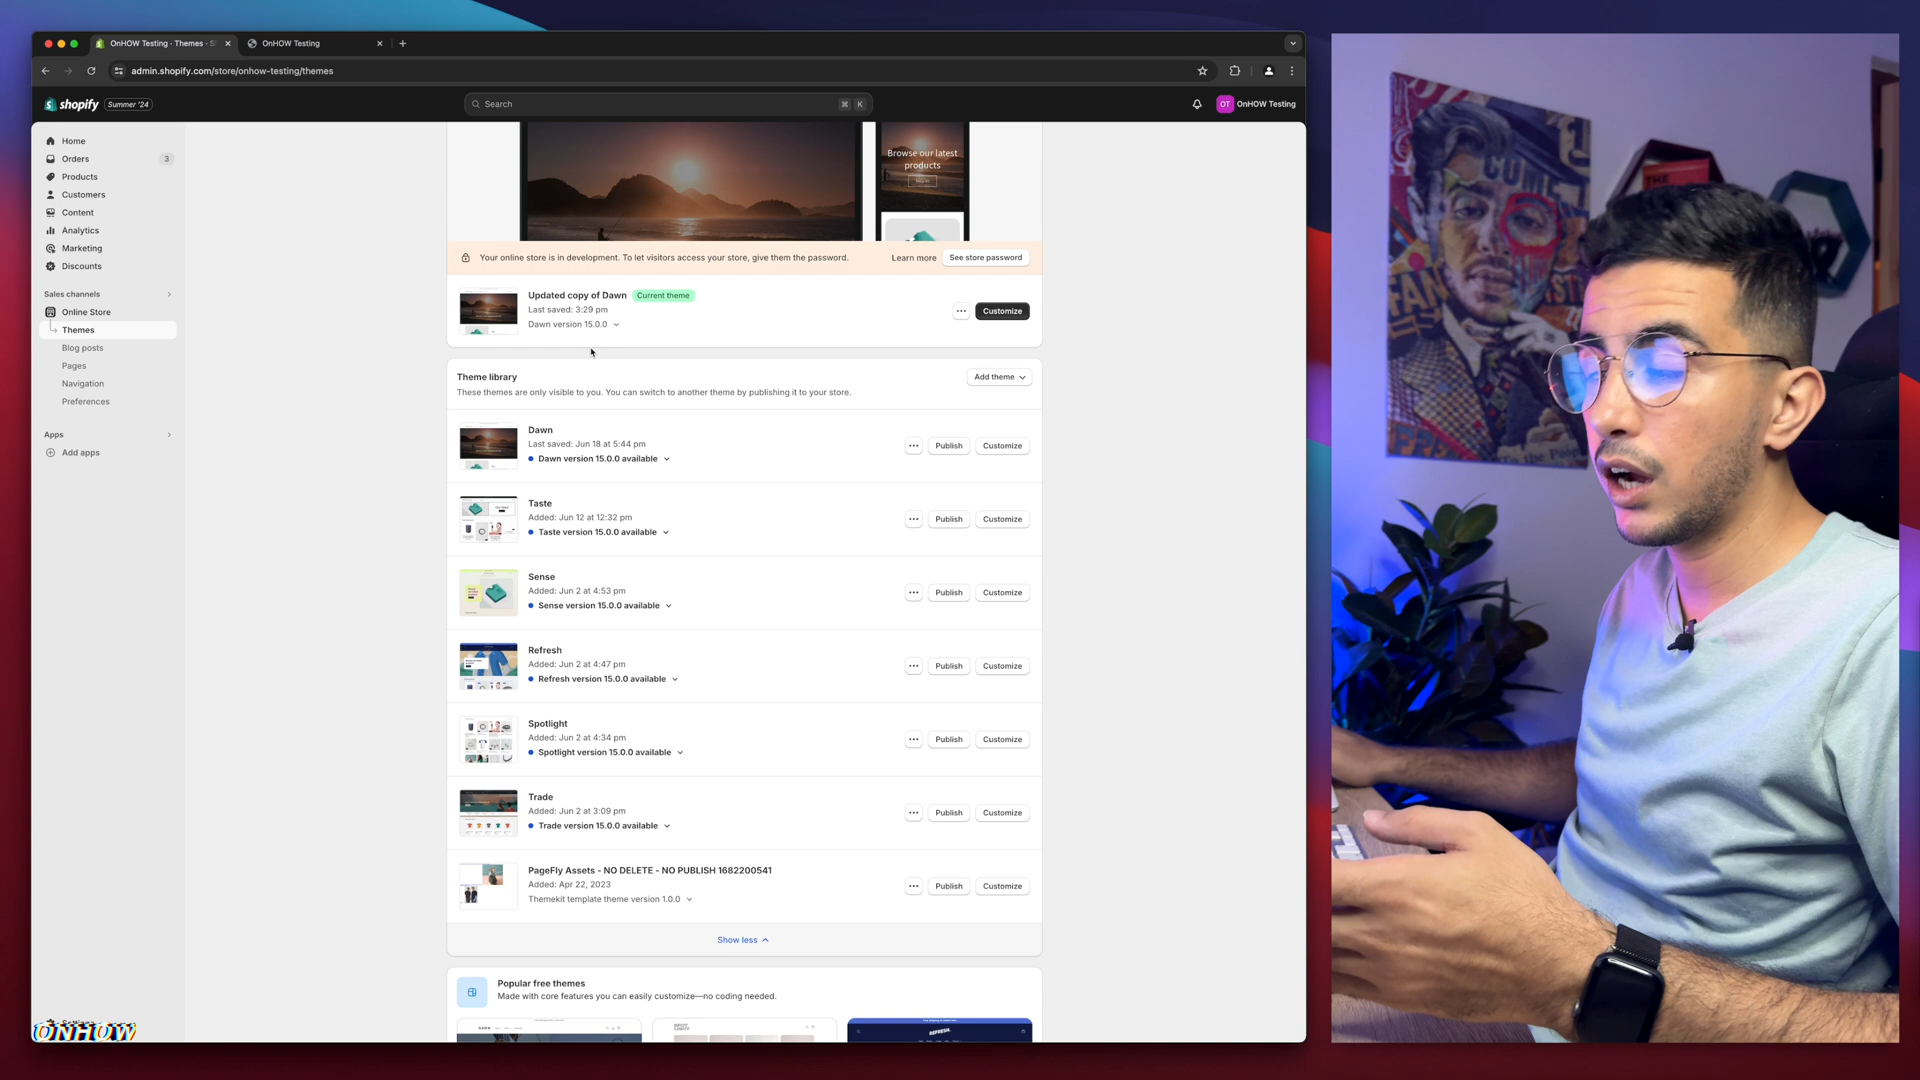 OnHOW Testing - Themes - S
OnHOW Testing
admin.shopify.com/store/onhow-testing/themes
shopify
Summer '24
Search
⌘ K
OT
OnHOW Testing
Home
Orders
3
Products
Customers
Content
Analytics
Marketing
Discounts
Sales channels
Online Store
Themes
Blog posts
Pages
Navigation
Preferences
Apps
Add apps
ONHOW
Browse our latest
products
Your online store is in development. To let visitors access your store, give them the password.
Learn more
See store password
Updated copy of Dawn
Current theme
Last saved: 3:29 pm
Dawn version 15.0.0
Customize
Theme library
Add theme
These themes are only visible to you. You can switch to another theme by publishing it to your store.
Dawn
Last saved: Jun 18 at 5:44 pm
Dawn version 15.0.0 available
Publish
Customize
Taste
Added: Jun 12 at 12:32 pm
Taste version 15.0.0 available
Publish
Customize
Sense
Added: Jun 2 at 4:53 pm
Sense version 15.0.0 available
Publish
Customize
Refresh
Added: Jun 2 at 4:47 pm
Refresh version 15.0.0 available
Publish
Customize
Spotlight
Added: Jun 2 at 4:34 pm
Spotlight version 15.0.0 available
Publish
Customize
Trade
Added: Jun 2 at 3:09 pm
Trade version 15.0.0 available
Publish
Customize
PageFly Assets - NO DELETE - NO PUBLISH 1682200541
Added: Apr 22, 2023
Themekit template theme version 1.0.0
Publish
Customize
Show less
Popular free themes
Made with core features you can easily customize—no coding needed.
DAWN
REFRESH
THE